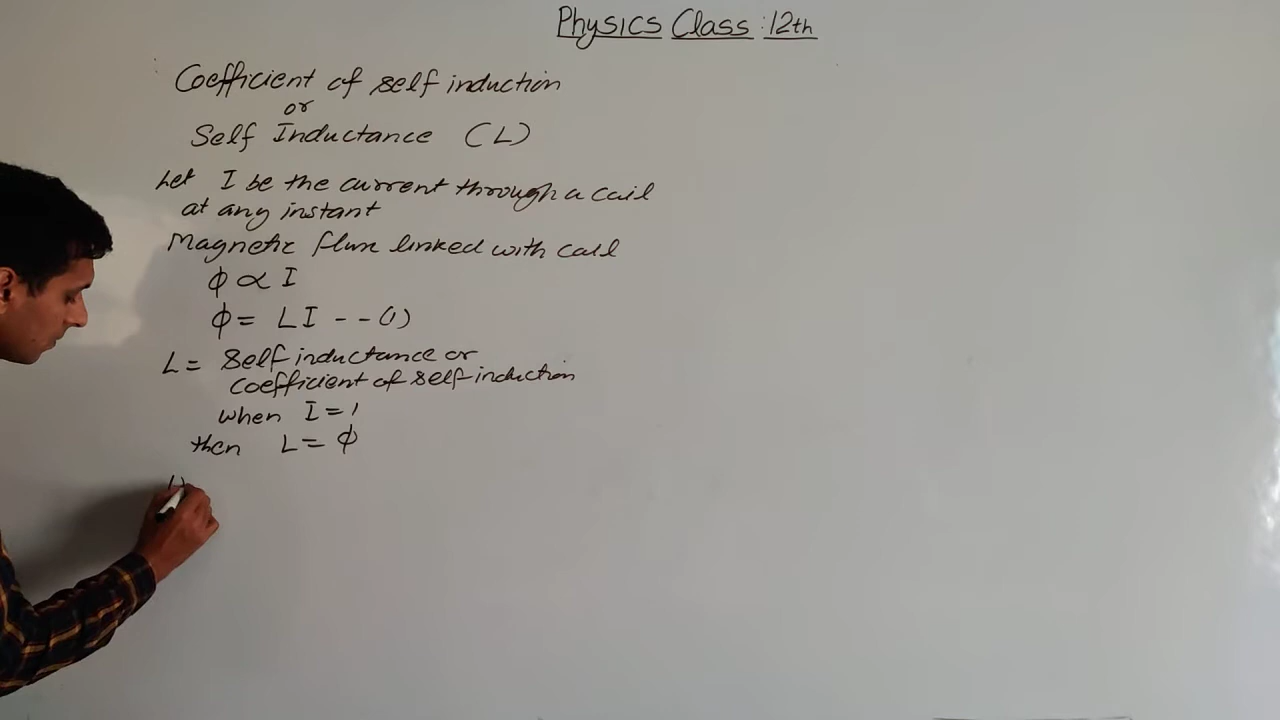 Physics Class : 12th
Coefficient of self induction
or
Self Inductance (L)
Let I be the current through a coil
at any instant
Magnetic flux linked with coil
ϕ ∝ I
ϕ = LI - - (1)
L = Self inductance or
coefficient of self induction
when I = 1
then L = ϕ